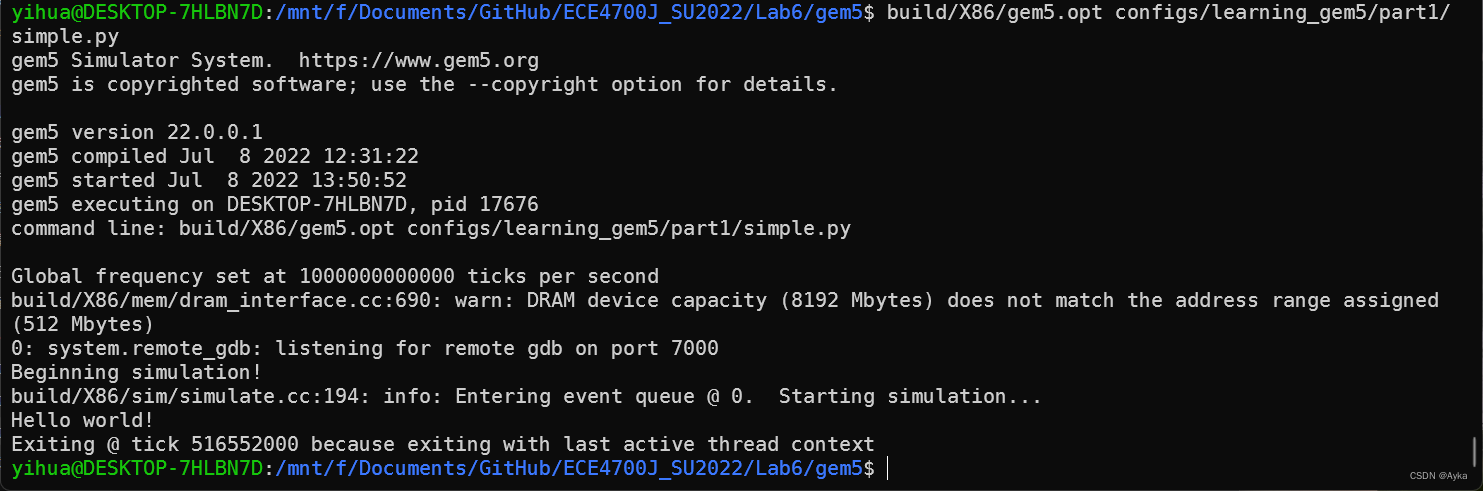 yihua@DESKTOP-7HLBN7D:/mnt/f/Documents/GitHub/ECE4700J_SU2022/Lab6/gem5$ build/X86/gem5.opt configs/learning_gem5/part1/
simple.py
gem5 Simulator System.  https://www.gem5.org
gem5 is copyrighted software; use the --copyright option for details.

gem5 version 22.0.0.1
gem5 compiled Jul  8 2022 12:31:22
gem5 started Jul  8 2022 13:50:52
gem5 executing on DESKTOP-7HLBN7D, pid 17676
command line: build/X86/gem5.opt configs/learning_gem5/part1/simple.py

Global frequency set at 1000000000000 ticks per second
build/X86/mem/dram_interface.cc:690: warn: DRAM device capacity (8192 Mbytes) does not match the address range assigned
(512 Mbytes)
0: system.remote_gdb: listening for remote gdb on port 7000
Beginning simulation!
build/X86/sim/simulate.cc:194: info: Entering event queue @ 0.  Starting simulation...
Hello world!
Exiting @ tick 516552000 because exiting with last active thread context
yihua@DESKTOP-7HLBN7D:/mnt/f/Documents/GitHub/ECE4700J_SU2022/Lab6/gem5$
CSDN @Ayka